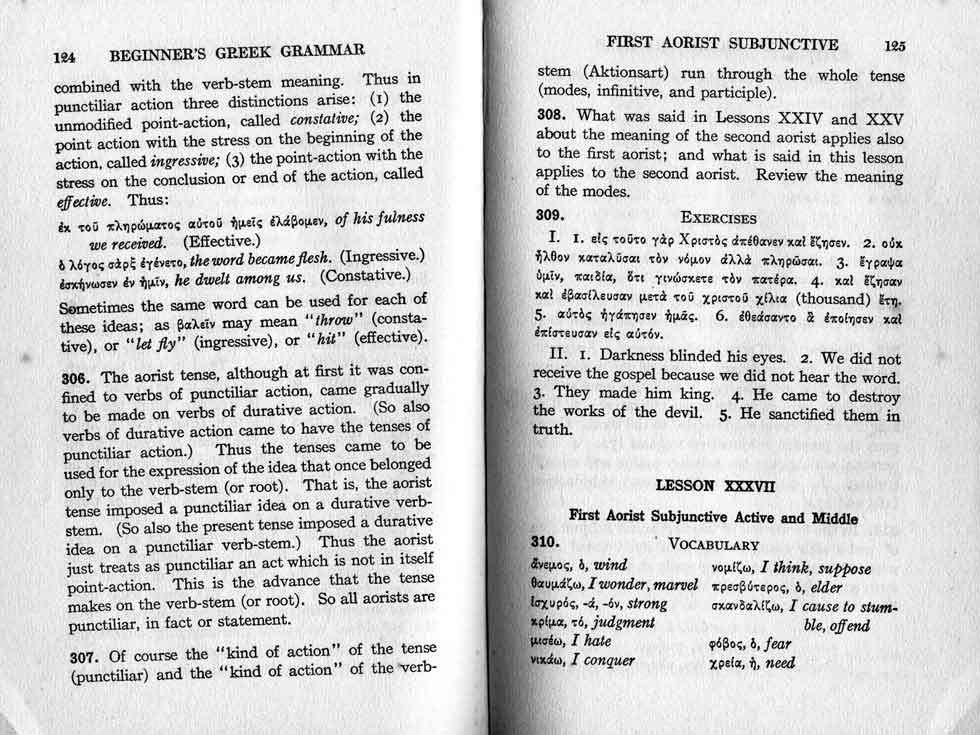 124 BEGINNER'S GREEK GRAMMAR
combined with the verb-stem meaning. Thus in
punctiliar action three distinctions arise: (1) the
unmodified point-action, called constative; (2) the
point action with the stress on the beginning of the
action, called ingressive; (3) the point-action with the
stress on the conclusion or end of the action, called
effective. Thus:
ἐκ τοῦ πληρώματος αὐτοῦ ἡμεῖς ἐλάβομεν, of his fulness
we received. (Effective.)
ὁ λόγος σὰρξ ἐγένετο, the word became flesh. (Ingressive.)
ἐσκήνωσεν ἐν ἡμῖν, he dwelt among us. (Constative.)
Sometimes the same word can be used for each of
these ideas; as βαλεῖν may mean "throw" (consta-
tive), or "let fly" (ingressive), or "hit" (effective).
306. The aorist tense, although at first it was con-
fined to verbs of punctiliar action, came gradually
to be made on verbs of durative action. (So also
verbs of durative action came to have the tenses of
punctiliar action.) Thus the tenses came to be
used for the expression of the idea that once belonged
only to the verb-stem (or root). That is, the aorist
tense imposed a punctiliar idea on a durative verb-
stem. (So also the present tense imposed a durative
idea on a punctiliar verb-stem.) Thus the aorist
just treats as punctiliar an act which is not in itself
point-action. This is the advance that the tense
makes on the verb-stem (or root). So all aorists are
punctiliar, in fact or statement.
307. Of course the "kind of action" of the tense
(punctiliar) and the "kind of action" of the verb-
FIRST AORIST SUBJUNCTIVE 125
stem (Aktionsart) run through the whole tense
(modes, infinitive, and participle).
308. What was said in Lessons XXIV and XXV
about the meaning of the second aorist applies also
to the first aorist; and what is said in this lesson
applies to the second aorist. Review the meaning
of the modes.
309. EXERCISES
I. 1. εἰς τοῦτο γὰρ Χριστὸς ἀπέθανεν καὶ ἔζησεν. 2. οὐκ
ἦλθον καταλῦσαι τὸν νόμον ἀλλὰ πληρῶσαι. 3. ἔγραψα
ὑμῖν, παιδία, ὅτι γινώσκετε τὸν πατέρα. 4. καὶ ἔζησαν
καὶ ἐβασίλευσαν μετὰ τοῦ χριστοῦ χίλια (thousand) ἔτη.
5. αὐτὸς ἠγάπησεν ἡμᾶς. 6. ἐθεάσαντο ἃ ἐποίησεν καὶ
ἐπίστευσαν εἰς αὐτόν.
II. 1. Darkness blinded his eyes. 2. We did not
receive the gospel because we did not hear the word.
3. They made him king. 4. He came to destroy
the works of the devil. 5. He sanctified them in
truth.
LESSON XXXVII
First Aorist Subjunctive Active and Middle
310. VOCABULARY
ἄνεμος, ὁ, wind νομίζω, I think, suppose
θαυμάζω, I wonder, marvel πρεσβύτερος, ὁ, elder
ἰσχυρός, -ά, -όν, strong σκανδαλίζω, I cause to stum-
κρίμα, τό, judgment ble, offend
μισέω, I hate φόβος, ὁ, fear
νικάω, I conquer χρεία, ἡ, need